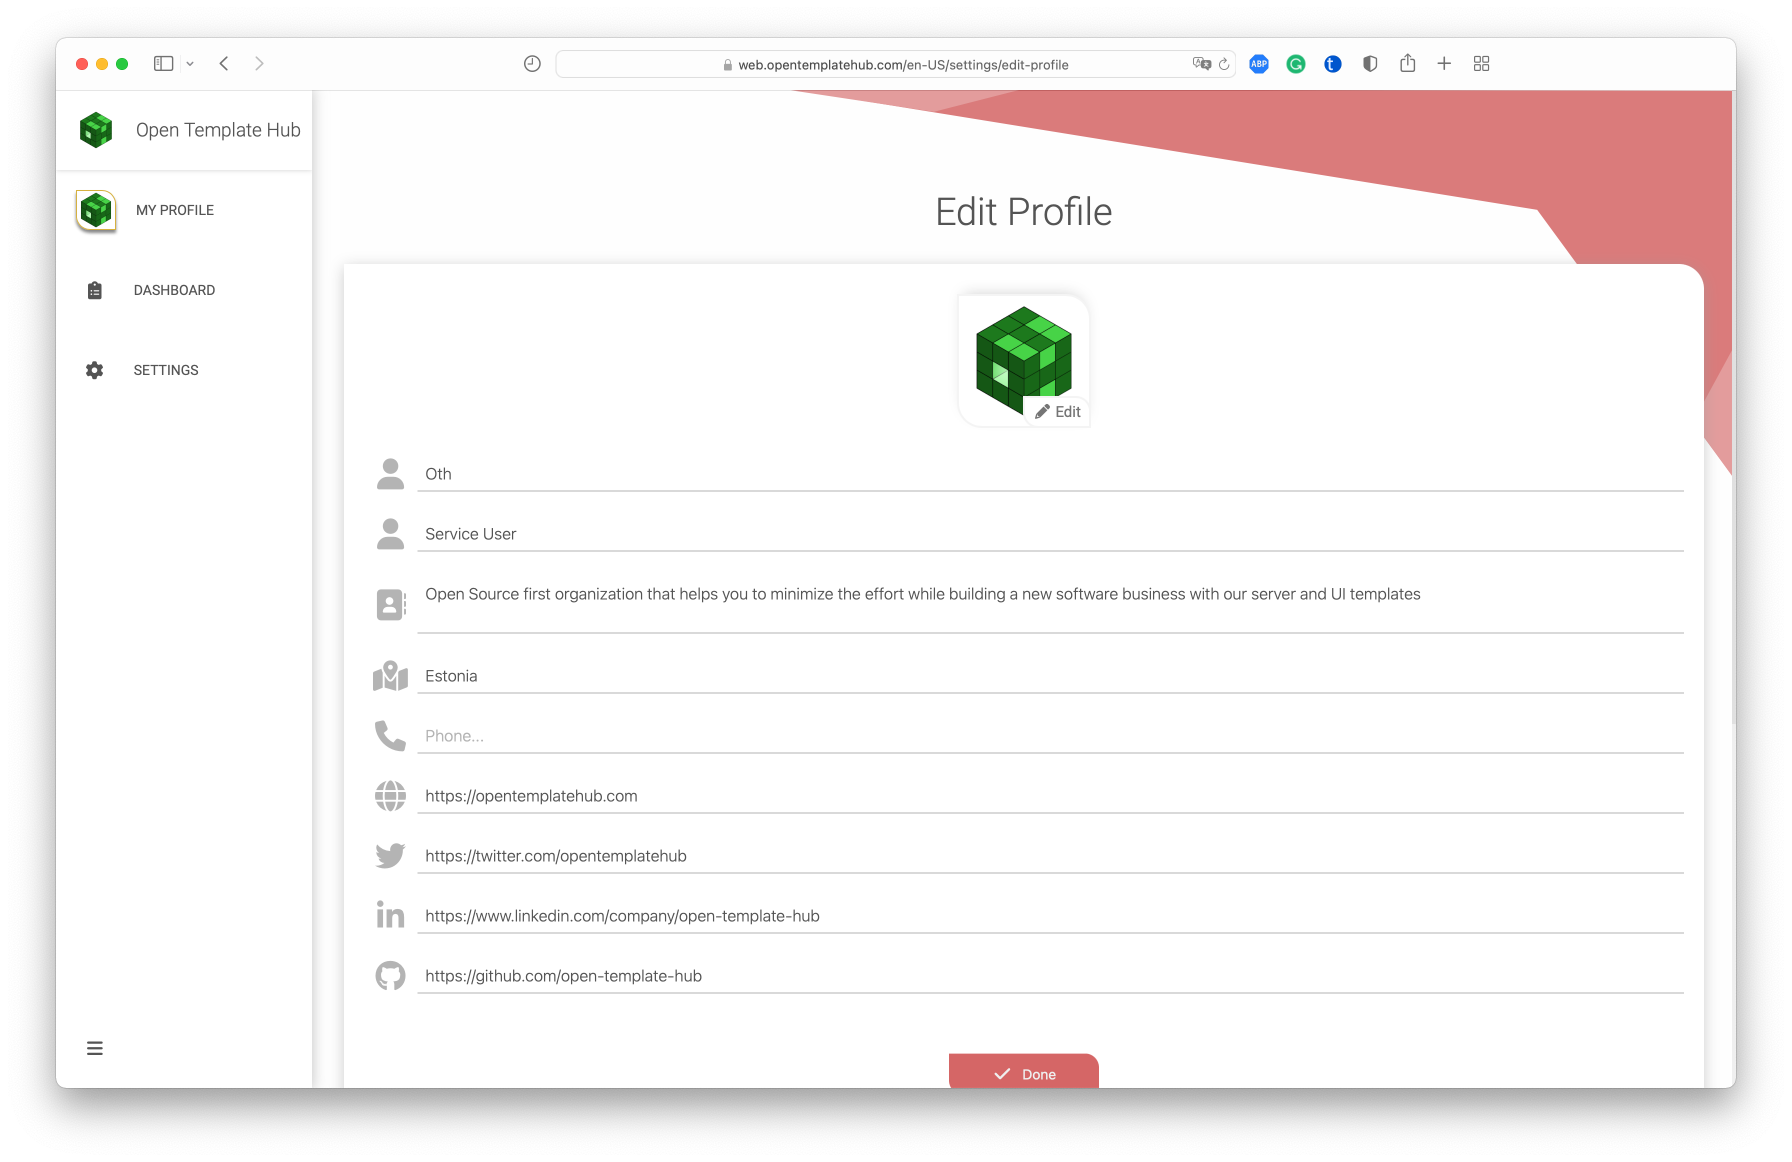 web.opentemplatehub.com/en-US/settings/edit-profile
ABP
Open Template Hub
MY PROFILE
DASHBOARD
SETTINGS
Edit Profile
Edit
Oth
Service User
Open Source first organization that helps you to minimize the effort while building a new software business with our server and UI templates
Estonia
Phone...
https://opentemplatehub.com
https://twitter.com/opentemplatehub
https://www.linkedin.com/company/open-template-hub
https://github.com/open-template-hub
Done